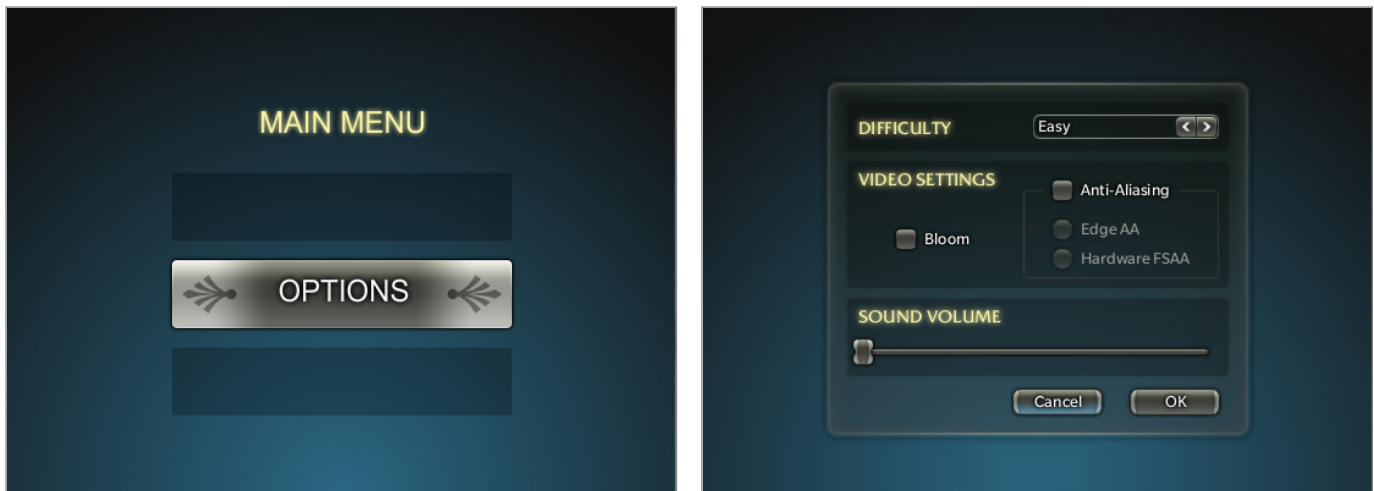 MAIN MENU
OPTIONS
DIFFICULTY
Easy
VIDEO SETTINGS
Anti-Aliasing
Bloom
Edge AA
Hardware FSAA
SOUND VOLUME
Cancel
OK